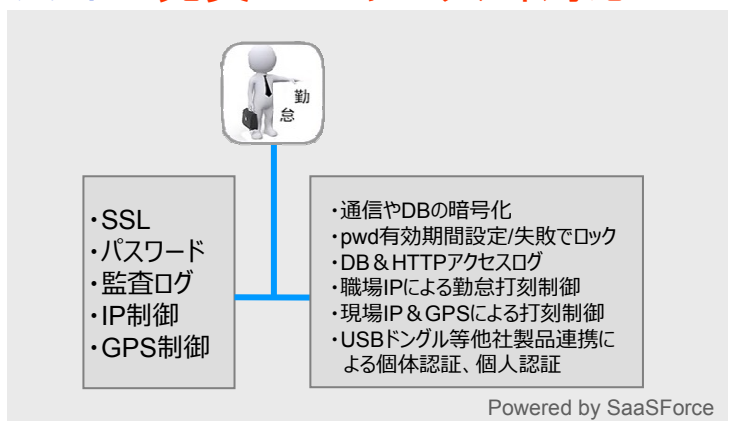 勤
怠
・SSL
・パスワード
・監査ログ
・IP制御
・GPS制御
・通信やDBの暗号化
・pwd有効期間設定/失敗でロック
・DB＆HTTPアクセスログ
・職場IPによる勤怠打刻制御
・現場IP＆GPSによる打刻制御
・USBドングル等他社製品連携に
よる個体認証、個人認証
Powered by SaaSForce